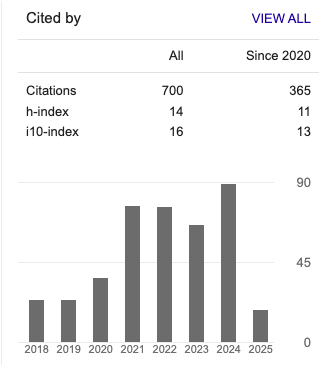 Cited by VIEW ALL
All Since 2020
Citations 700 365
h-index 14 11
i10-index 16 13
90
45
0
2018 2019 2020 2021 2022 2023 2024 2025